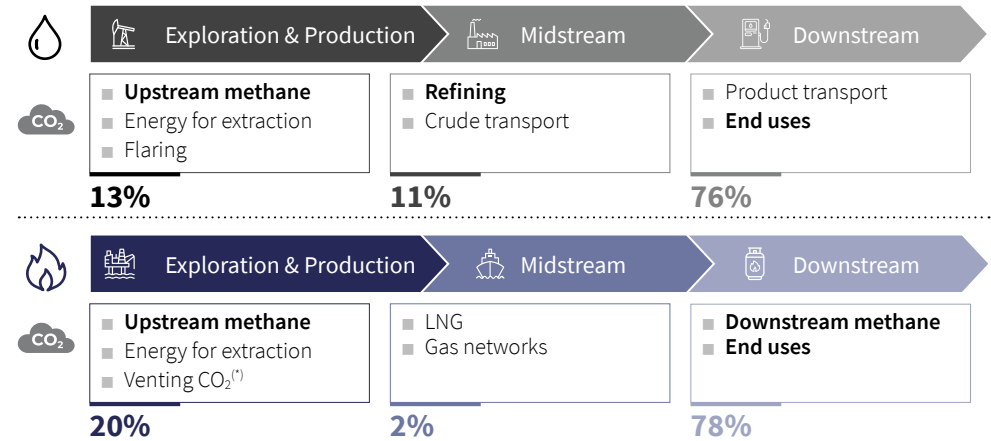 Exploration & Production
Midstream
Downstream
CO₂
Upstream methane
Energy for extraction
Flaring
Refining
Crude transport
Product transport
End uses
13%
11%
76%
Exploration & Production
Midstream
Downstream
CO₂
Upstream methane
Energy for extraction
Venting CO₂(*)
LNG
Gas networks
Downstream methane
End uses
20%
2%
78%